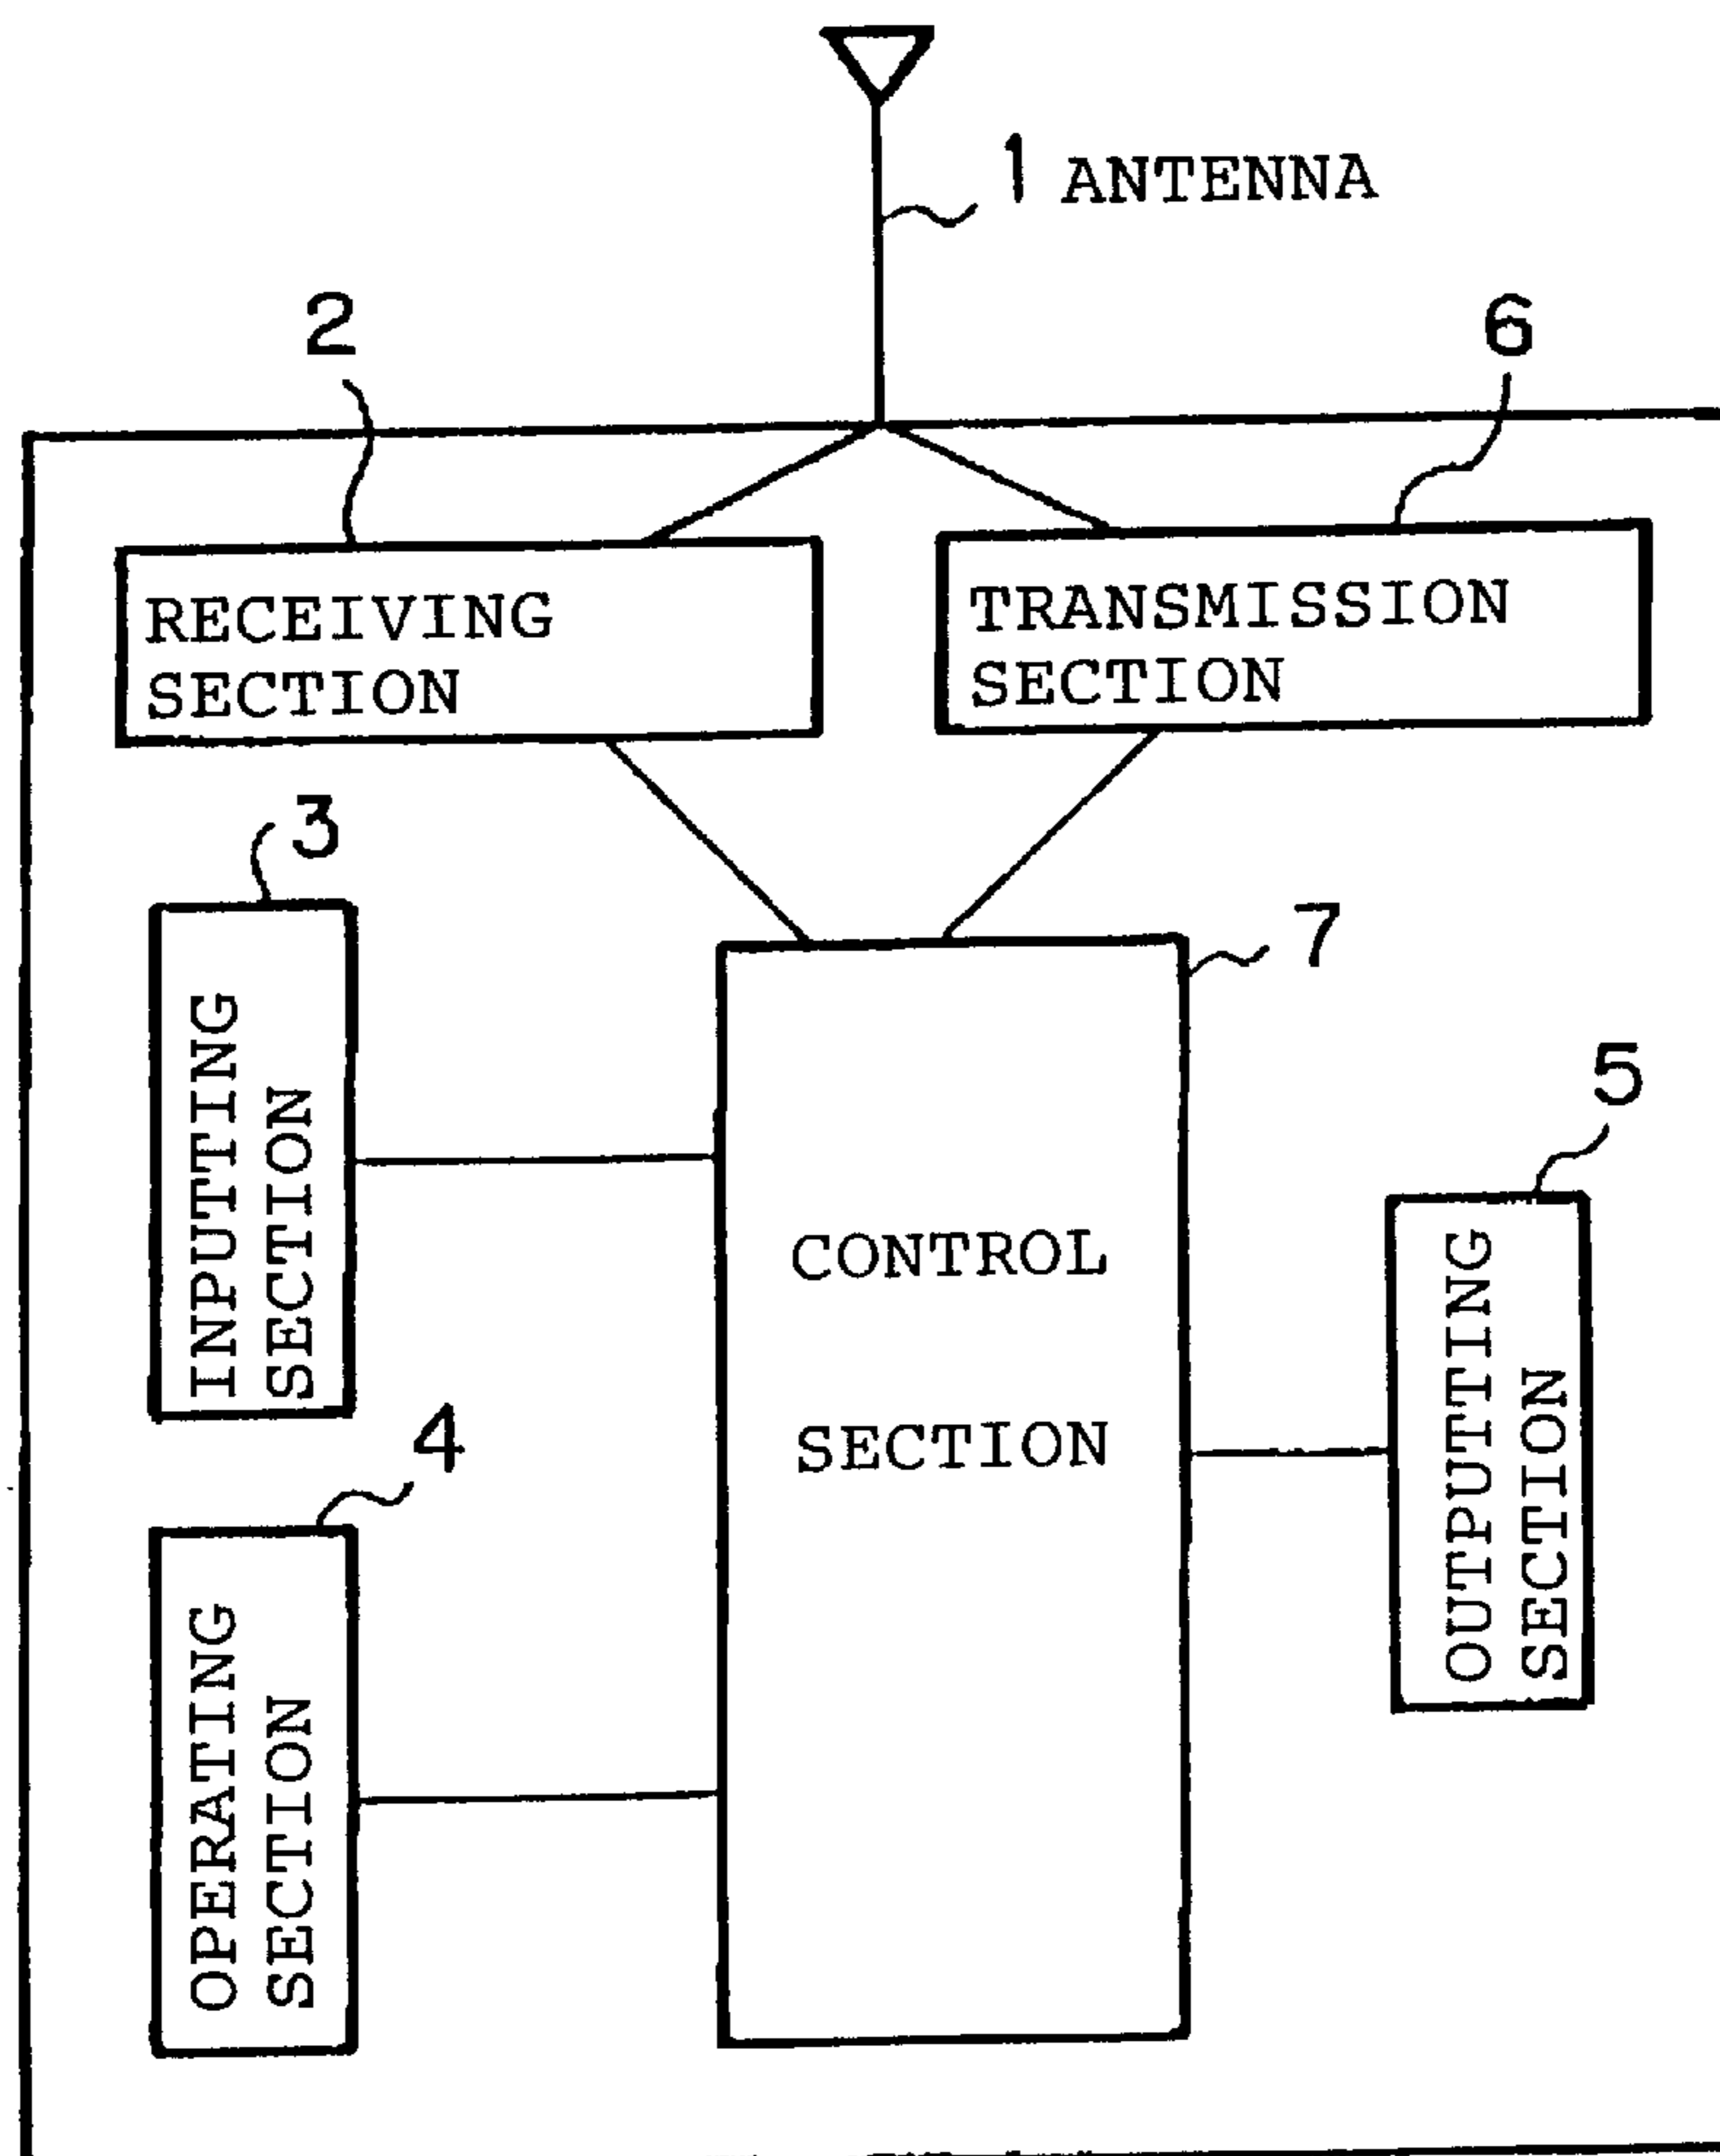 1 ANTENNA
2
6
RECEIVING
SECTION
TRANSMISSION
SECTION
3
7
INPUTTING
SECTION
5
CONTROL
SECTION
OUTPUTTING
SECTION
4
OPERATING
SECTION